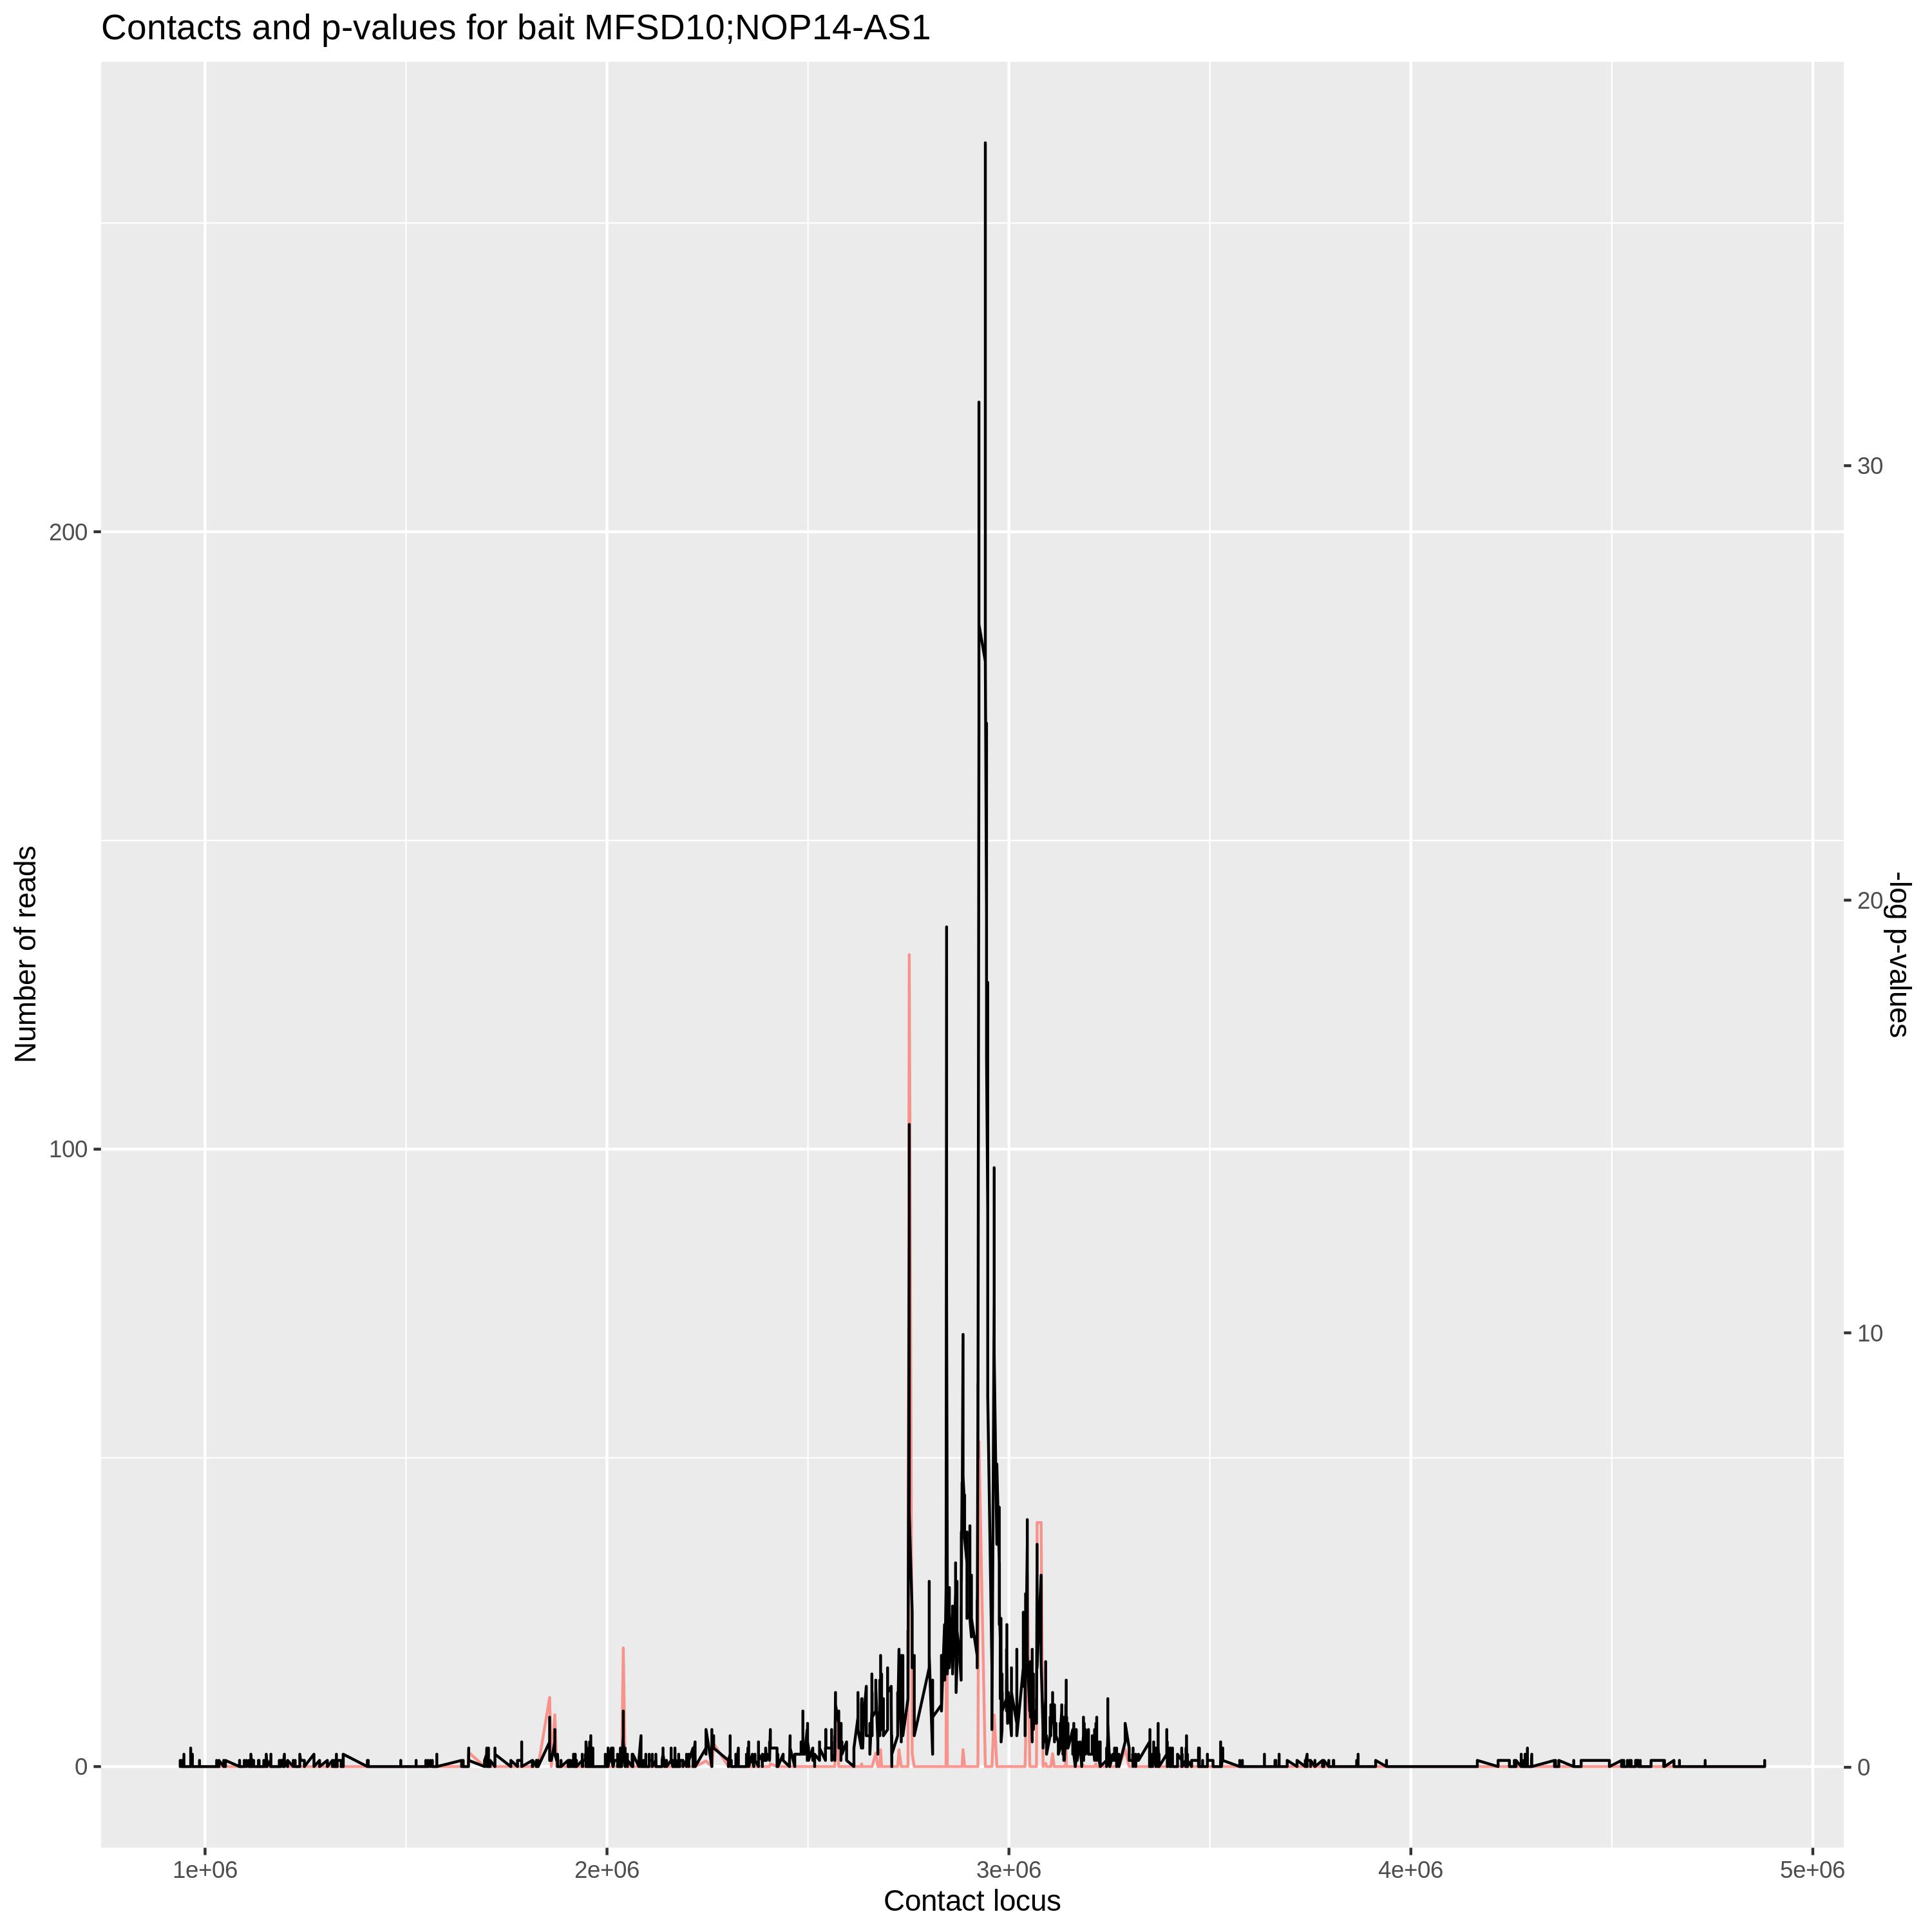 Contacts and p-values for bait MFSD10;NOP14-AS1
Number of reads
200
100
0
30
20
10
0
-log p-values
1e+06
2e+06
3e+06
4e+06
5e+06
Contact locus